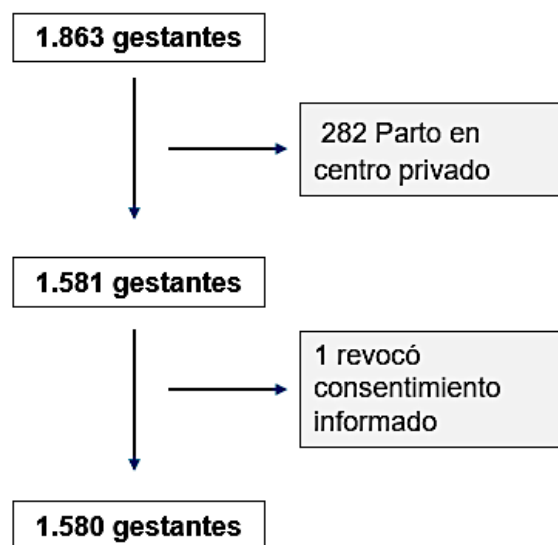 1.863 gestantes
282 Parto en
centro privado
1.581 gestantes
1 revocó
consentimiento
informado
1.580 gestantes